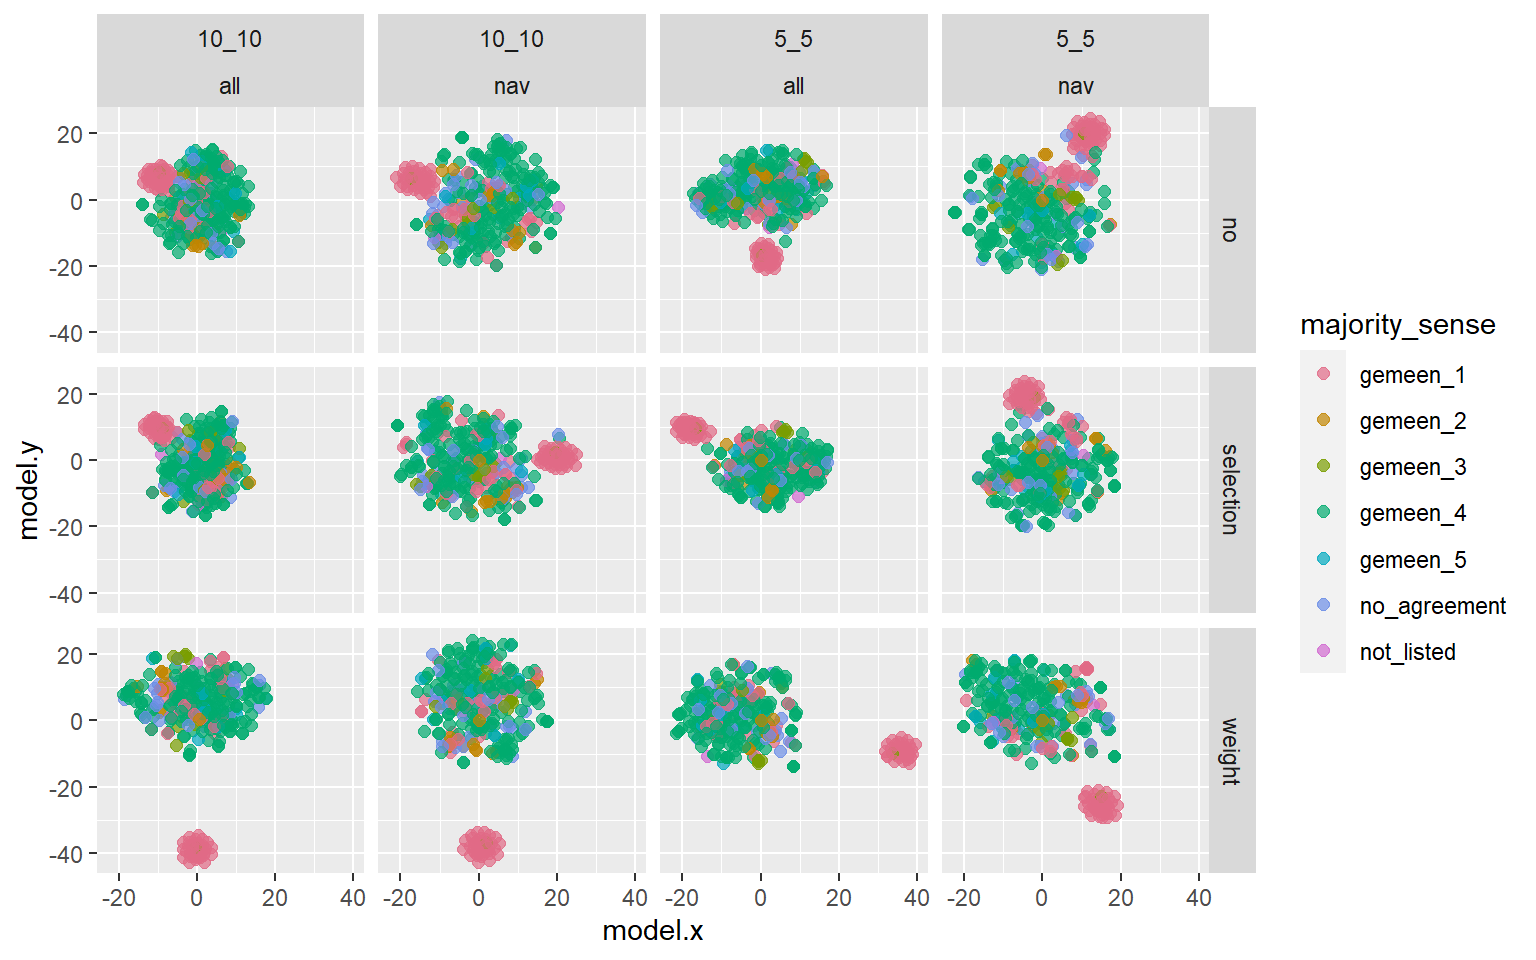 10_10 10_10 5_5 5_5
all nav all nav
20
0
-20
-40
no
20
0
-20
-40
selection
20
0
-20
-40
weight
-20 0 20 40 -20 0 20 40 -20 0 20 40 -20 0 20 40
model.x
model.y
majority_sense
gemeen_1
gemeen_2
gemeen_3
gemeen_4
gemeen_5
no_agreement
not_listed